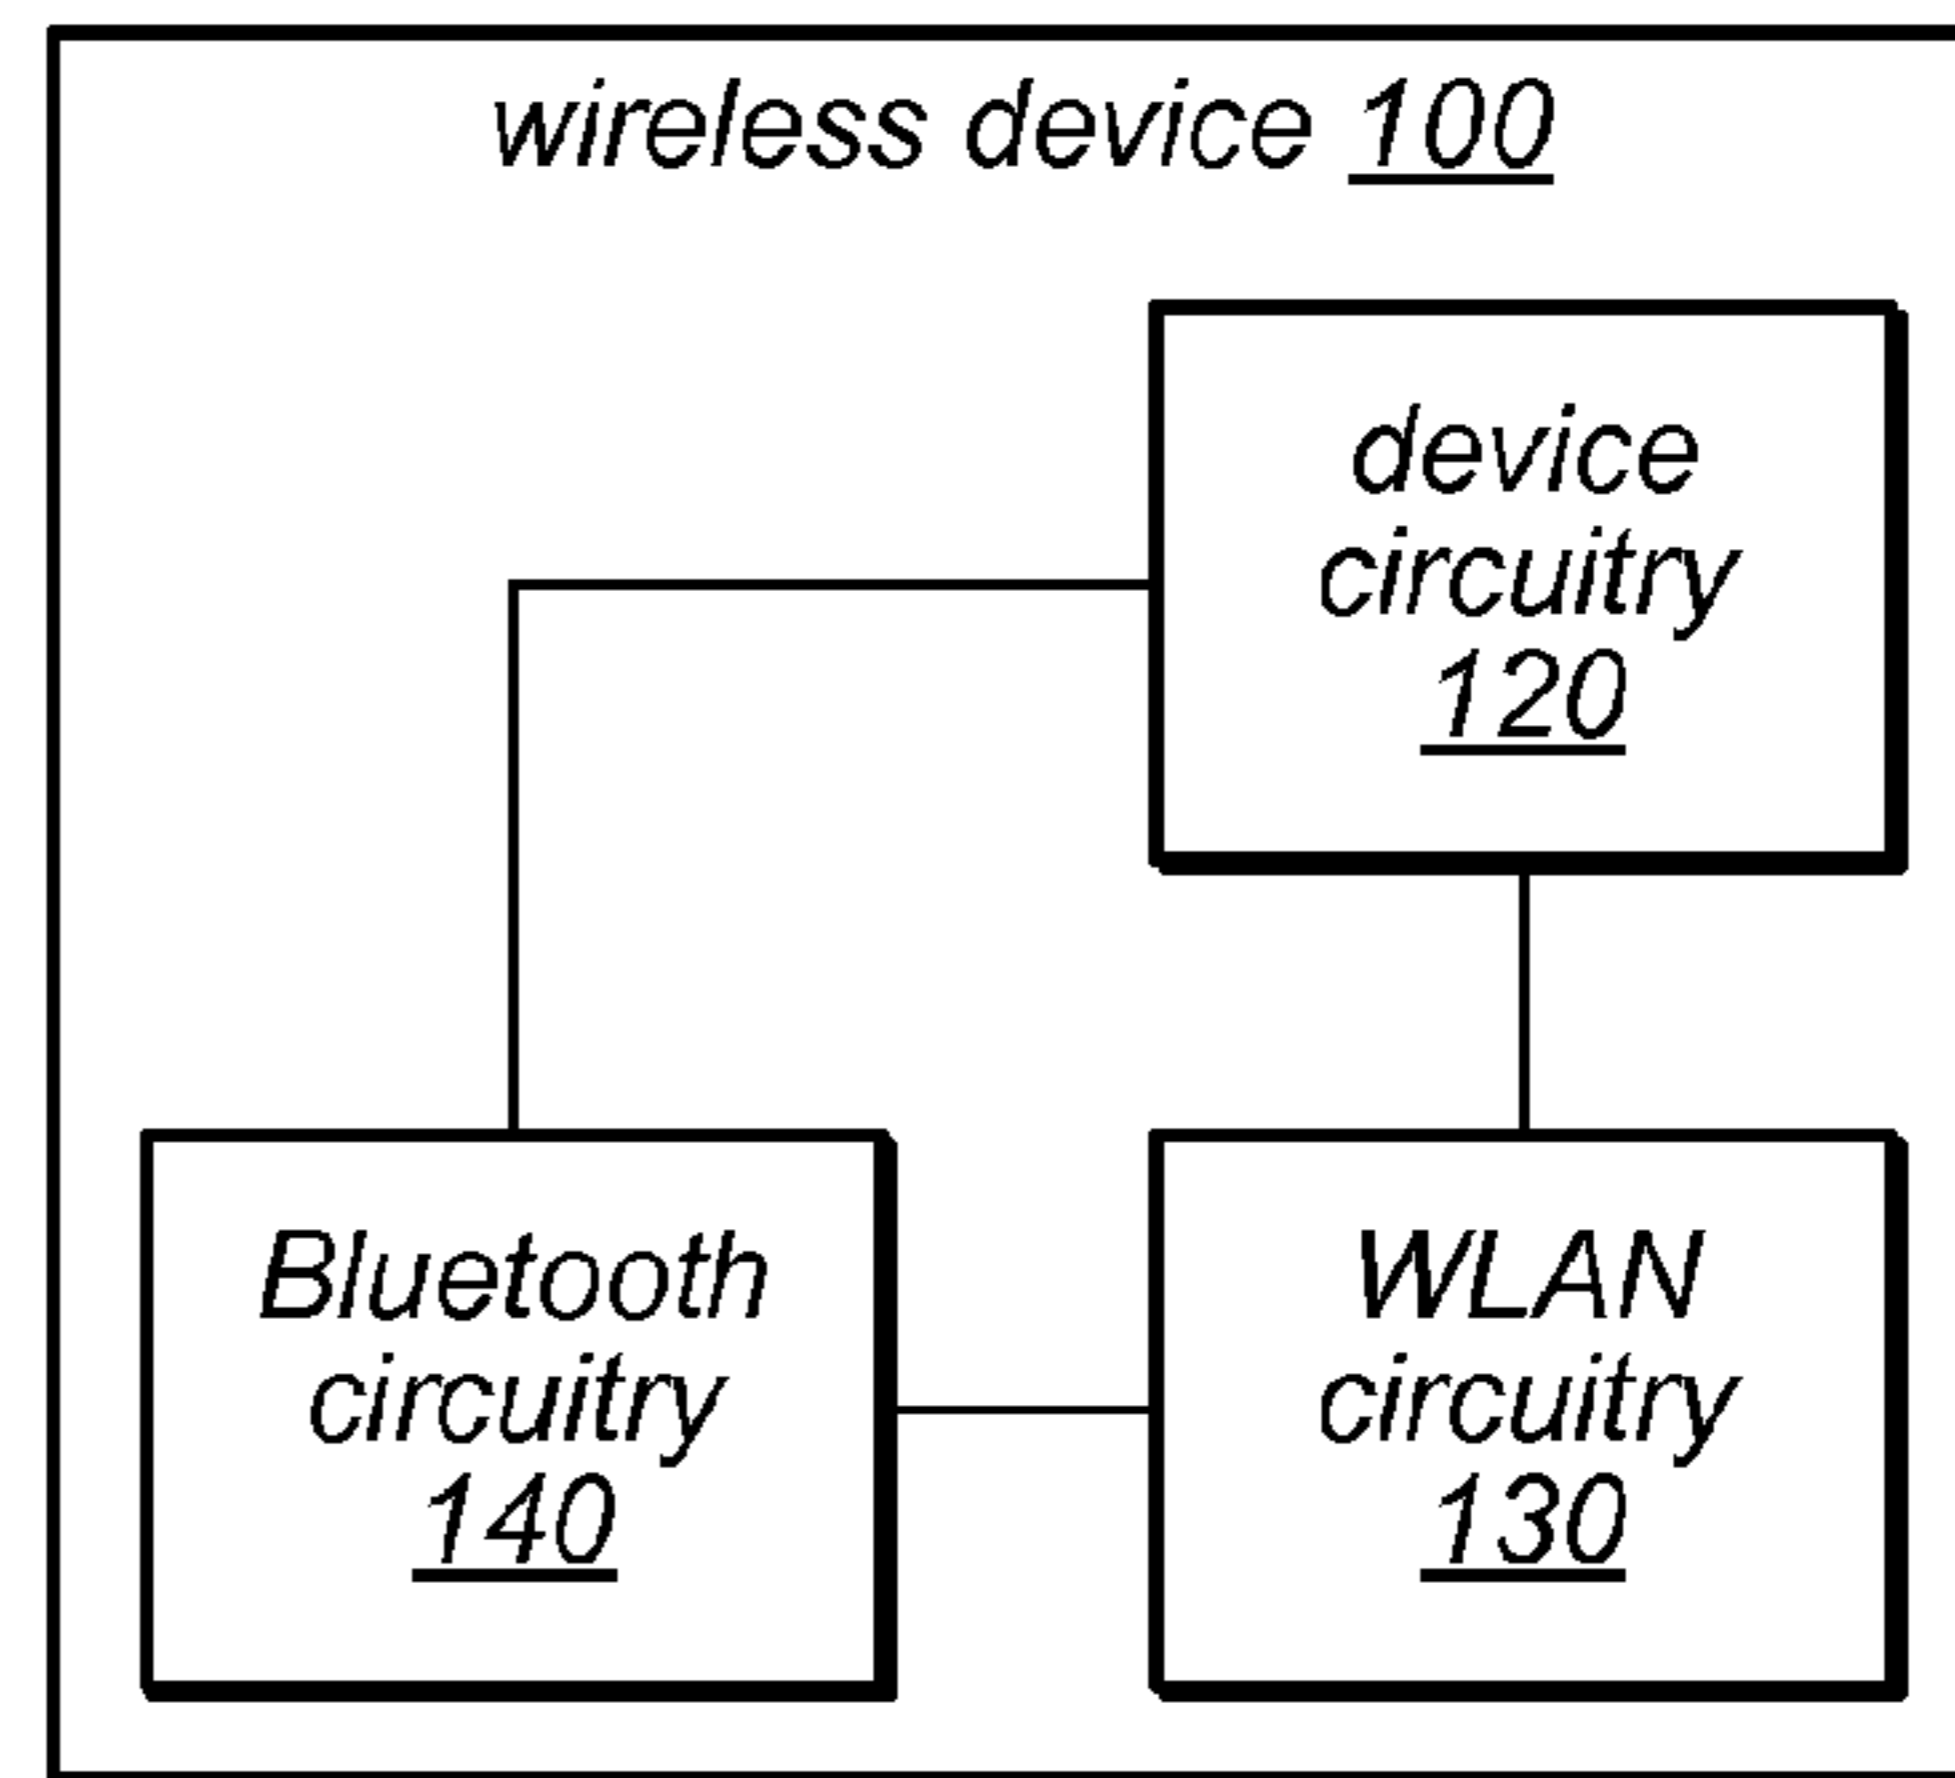 wireless device 100
device
circuitry
120
Bluetooth
circuitry
140
WLAN
circuitry
130